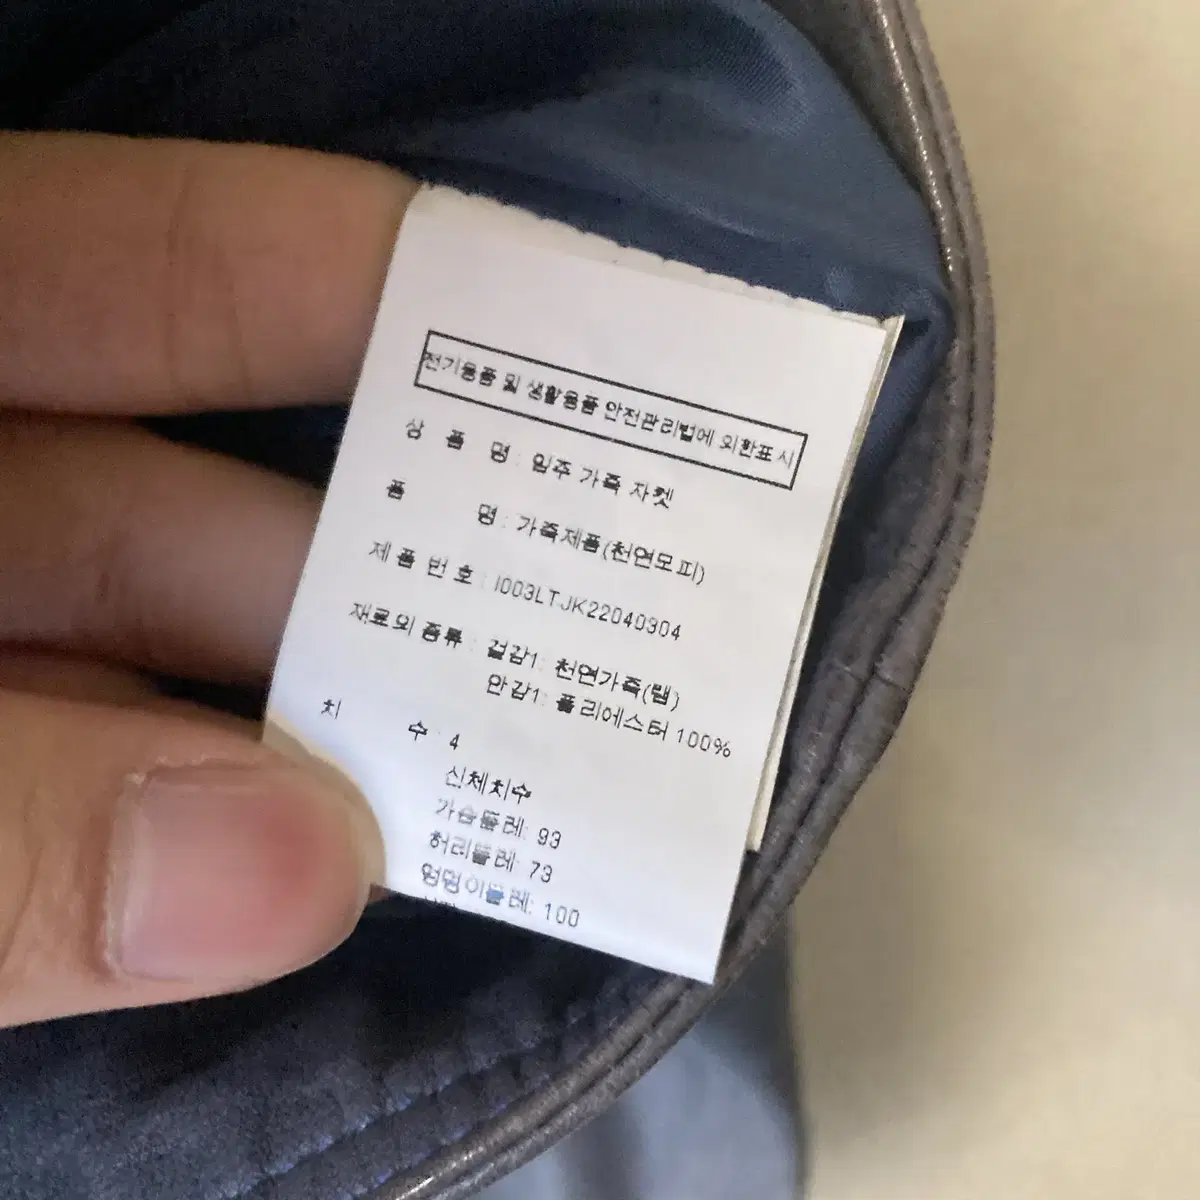 전기용품 및 생활용품 안전관리법에 의한표시
상 품 명 : 임주 가죽 자켓
품 명 : 가죽제품(천연모피)
제 품 번 호 : I003LTJK22040304
재료의 종류 : 겉감1: 천연가죽(램)
안감1: 폴리에스터 100%
치 수 : 4
신체치수
가슴둘레: 93
허리둘레: 73
엉덩이둘레: 100